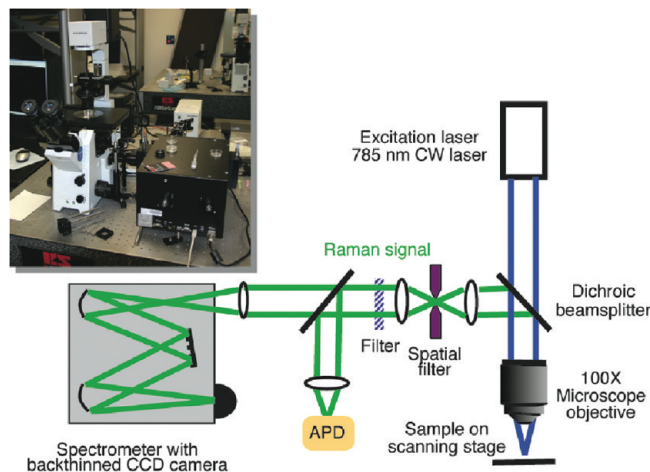 Excitation laser
785 nm CW laser
Raman signal
Dichroic
beamsplitter
Filter
Spatial
filter
100X
Microscope
objective
APD
Sample on
scanning stage
Spectrometer with
backthinned CCD camera